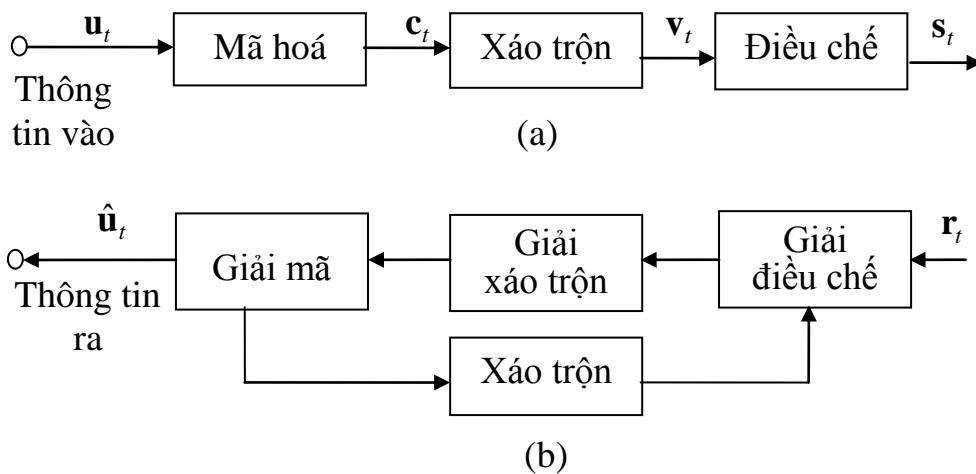 u_t
c_t
v_t
s_t
Mã hoá
Xáo trộn
Điều chế
Thông
tin vào
(a)
û_t
r_t
Giải mã
Giải
xáo trộn
Giải
điều chế
Thông tin
ra
Xáo trộn
(b)